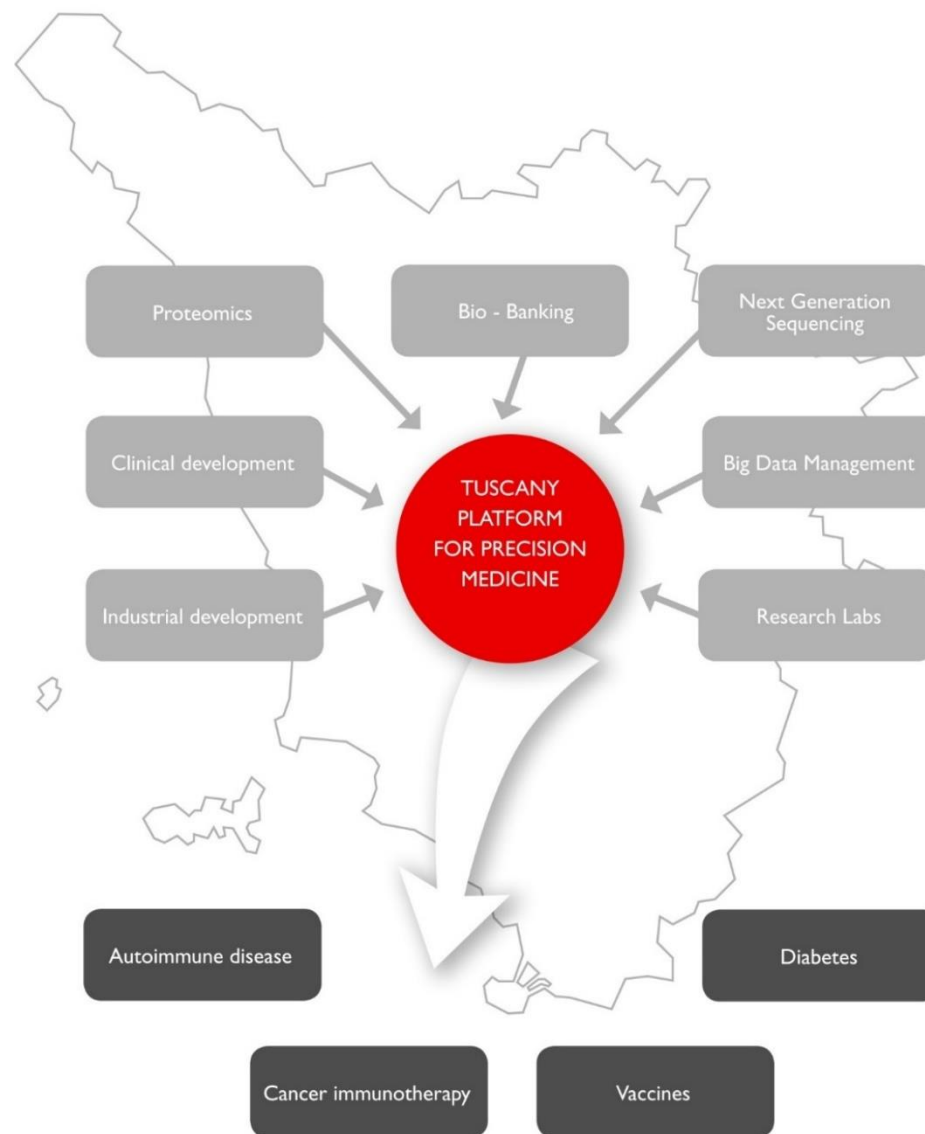 Proteomics
Bio - Banking
Next Generation
Sequencing
Clinical development
Big Data Management
TUSCANY
PLATFORM
FOR PRECISION
MEDICINE
Industrial development
Research Labs
Autoimmune disease
Diabetes
Cancer immunotherapy
Vaccines